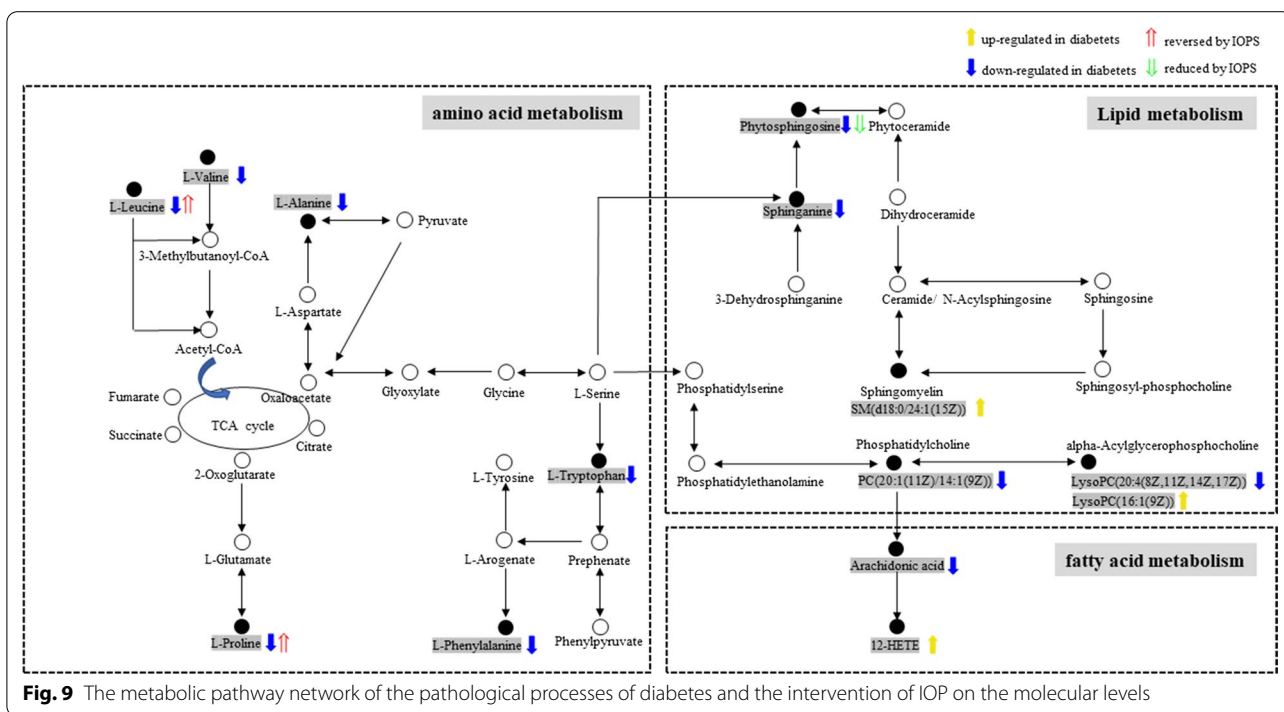 up-regulated in diabetets
reversed by IOPS
down-regulated in diabetets
reduced by IOPS
amino acid metabolism
L-Valine
L-Leucine
L-Alanine
Pyruvate
3-Methylbutanoyl-CoA
L-Aspartate
Acetyl-CoA
Fumarate
Oxaloacetate
Glyoxylate
Glycine
L-Serine
TCA cycle
Succinate
Citrate
2-Oxoglutarate
L-Tyrosine
L-Tryptophan
L-Glutamate
L-Arogenate
Prephenate
L-Proline
L-Phenylalanine
Phenylpyruvate
Lipid metabolism
Phytosphingosine
Phytoceramide
Sphinganine
Dihydroceramide
3-Dehydrosphinganine
Ceramide/ N-Acylsphingosine
Sphingosine
Phosphatidylserine
Sphingomyelin
SM(d18:0/24:1(15Z))
Sphingosyl-phosphocholine
Phosphatidylcholine
alpha-Acylglycerophosphocholine
Phosphatidylethanolamine
PC(20:1(11Z)/14:1(9Z))
LysoPC(20:4(8Z,11Z,14Z,17Z))
LysoPC(16:1(9Z))
fatty acid metabolism
Arachidonic acid
12-HETE
Fig. 9 The metabolic pathway network of the pathological processes of diabetes and the intervention of IOP on the molecular levels